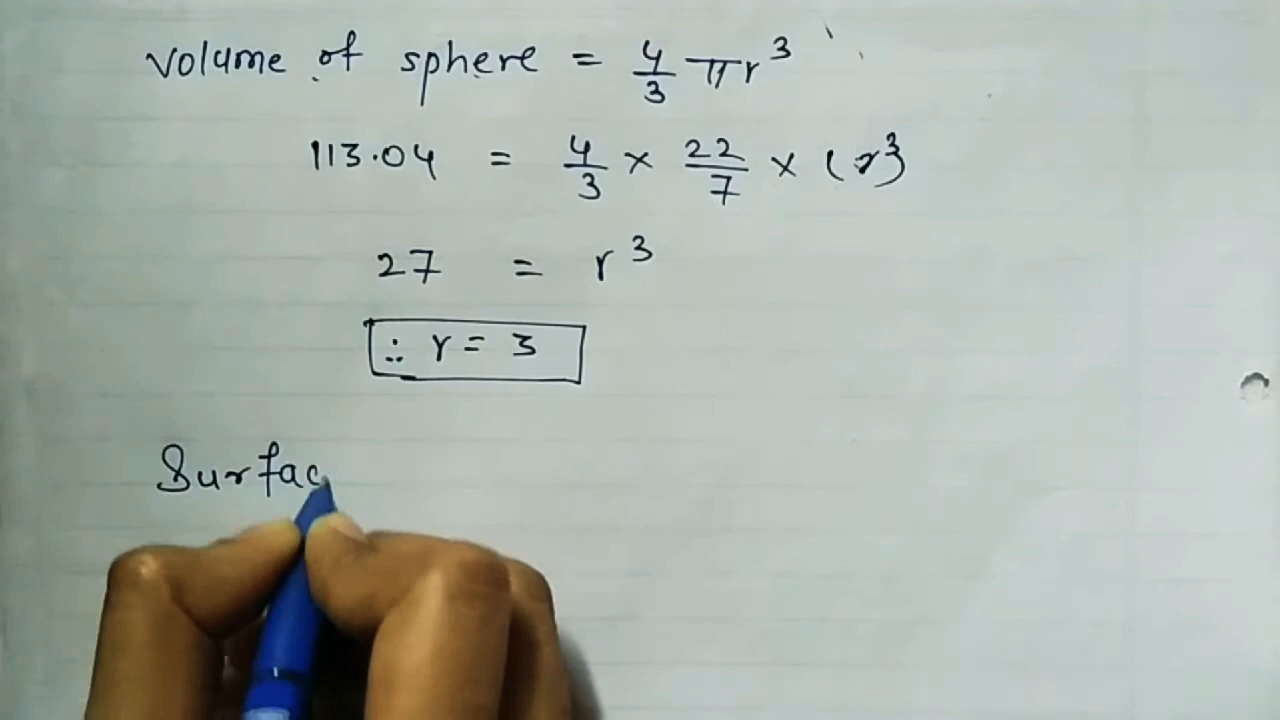 volume of sphere = 4/3 πr³
113.04 = 4/3 × 22/7 × (r³)
27 = r³
∴ r = 3
Surfac